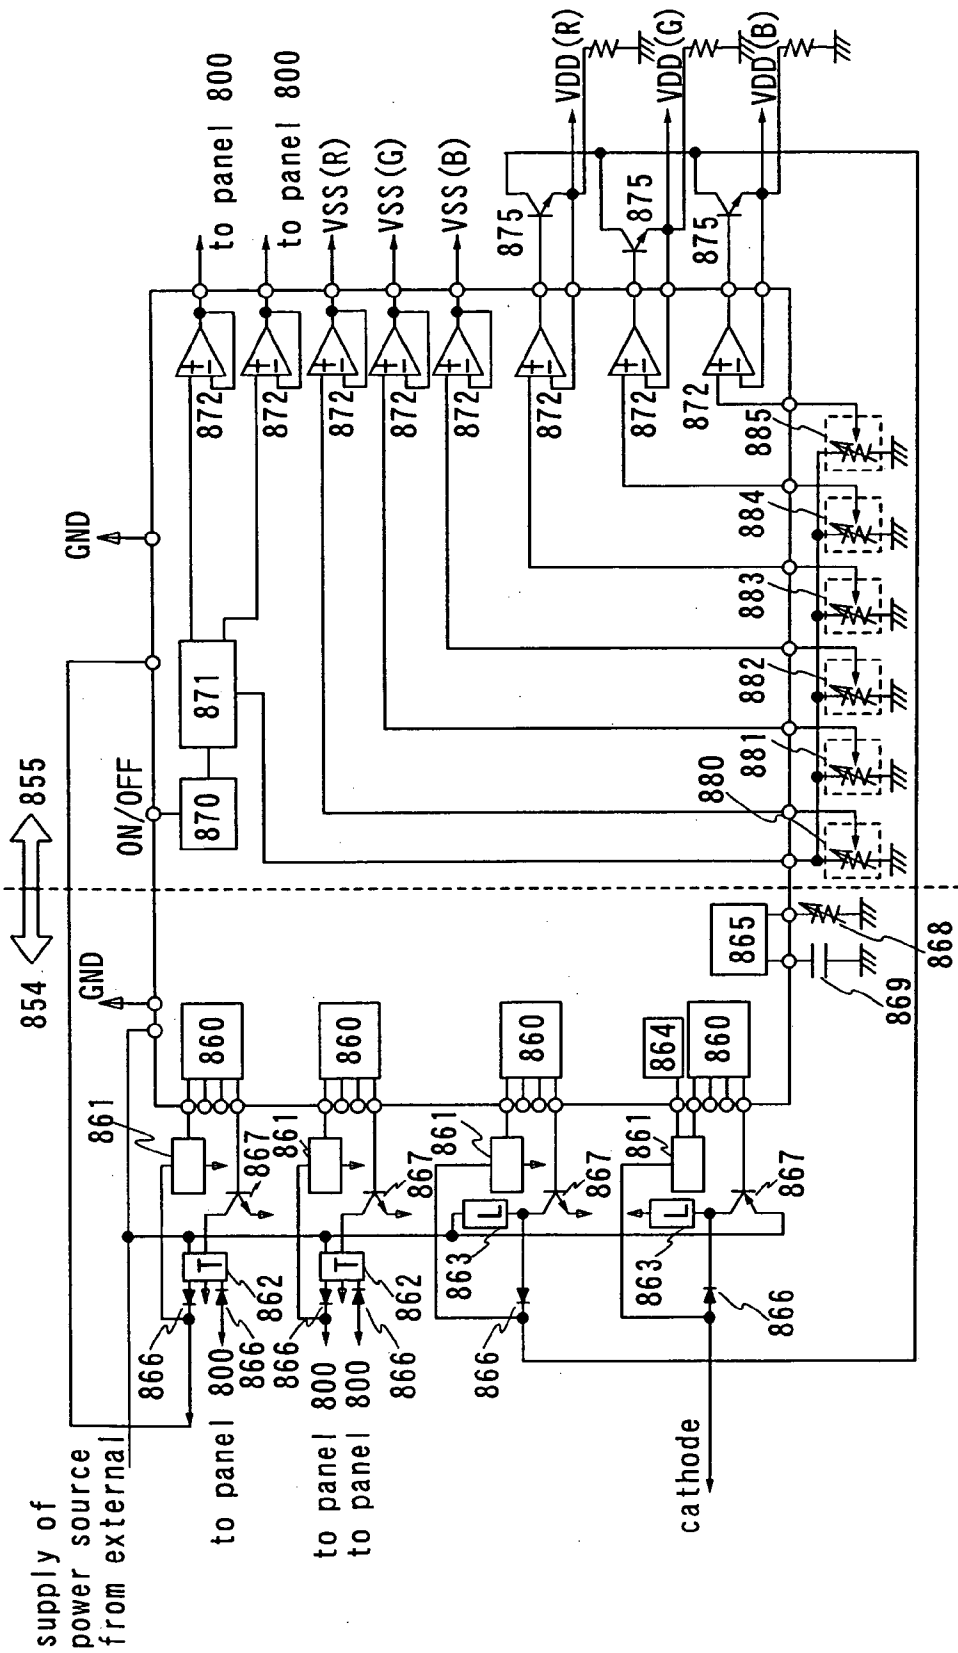 supply of
power source
from external
854
855
GND
ON/OFF
GND
861
860
870
871
872
to panel 800
866
T
867
862
866
to panel 800
872
to panel 800
861
860
866
T
867
862
866
to panel 800
to panel 800
872
VSS(R)
872
VSS(G)
872
VSS(B)
861
860
863
L
867
866
872
875
VDD(R)
864
861
860
863
L
867
866
872
875
VDD(G)
cathode
865
872
875
VDD(B)
869
868
880
881
882
883
884
885